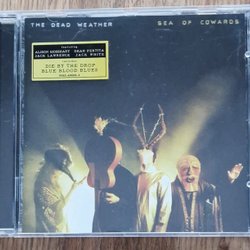 THE DEAD WEATHER
SEA OF COWARDS
featuring
ALISON MOSSHART DEAN FERTITA
JACK LAWRENCE JACK WHITE
DIE BY THE DROP
BLUE BLOOD BLUES